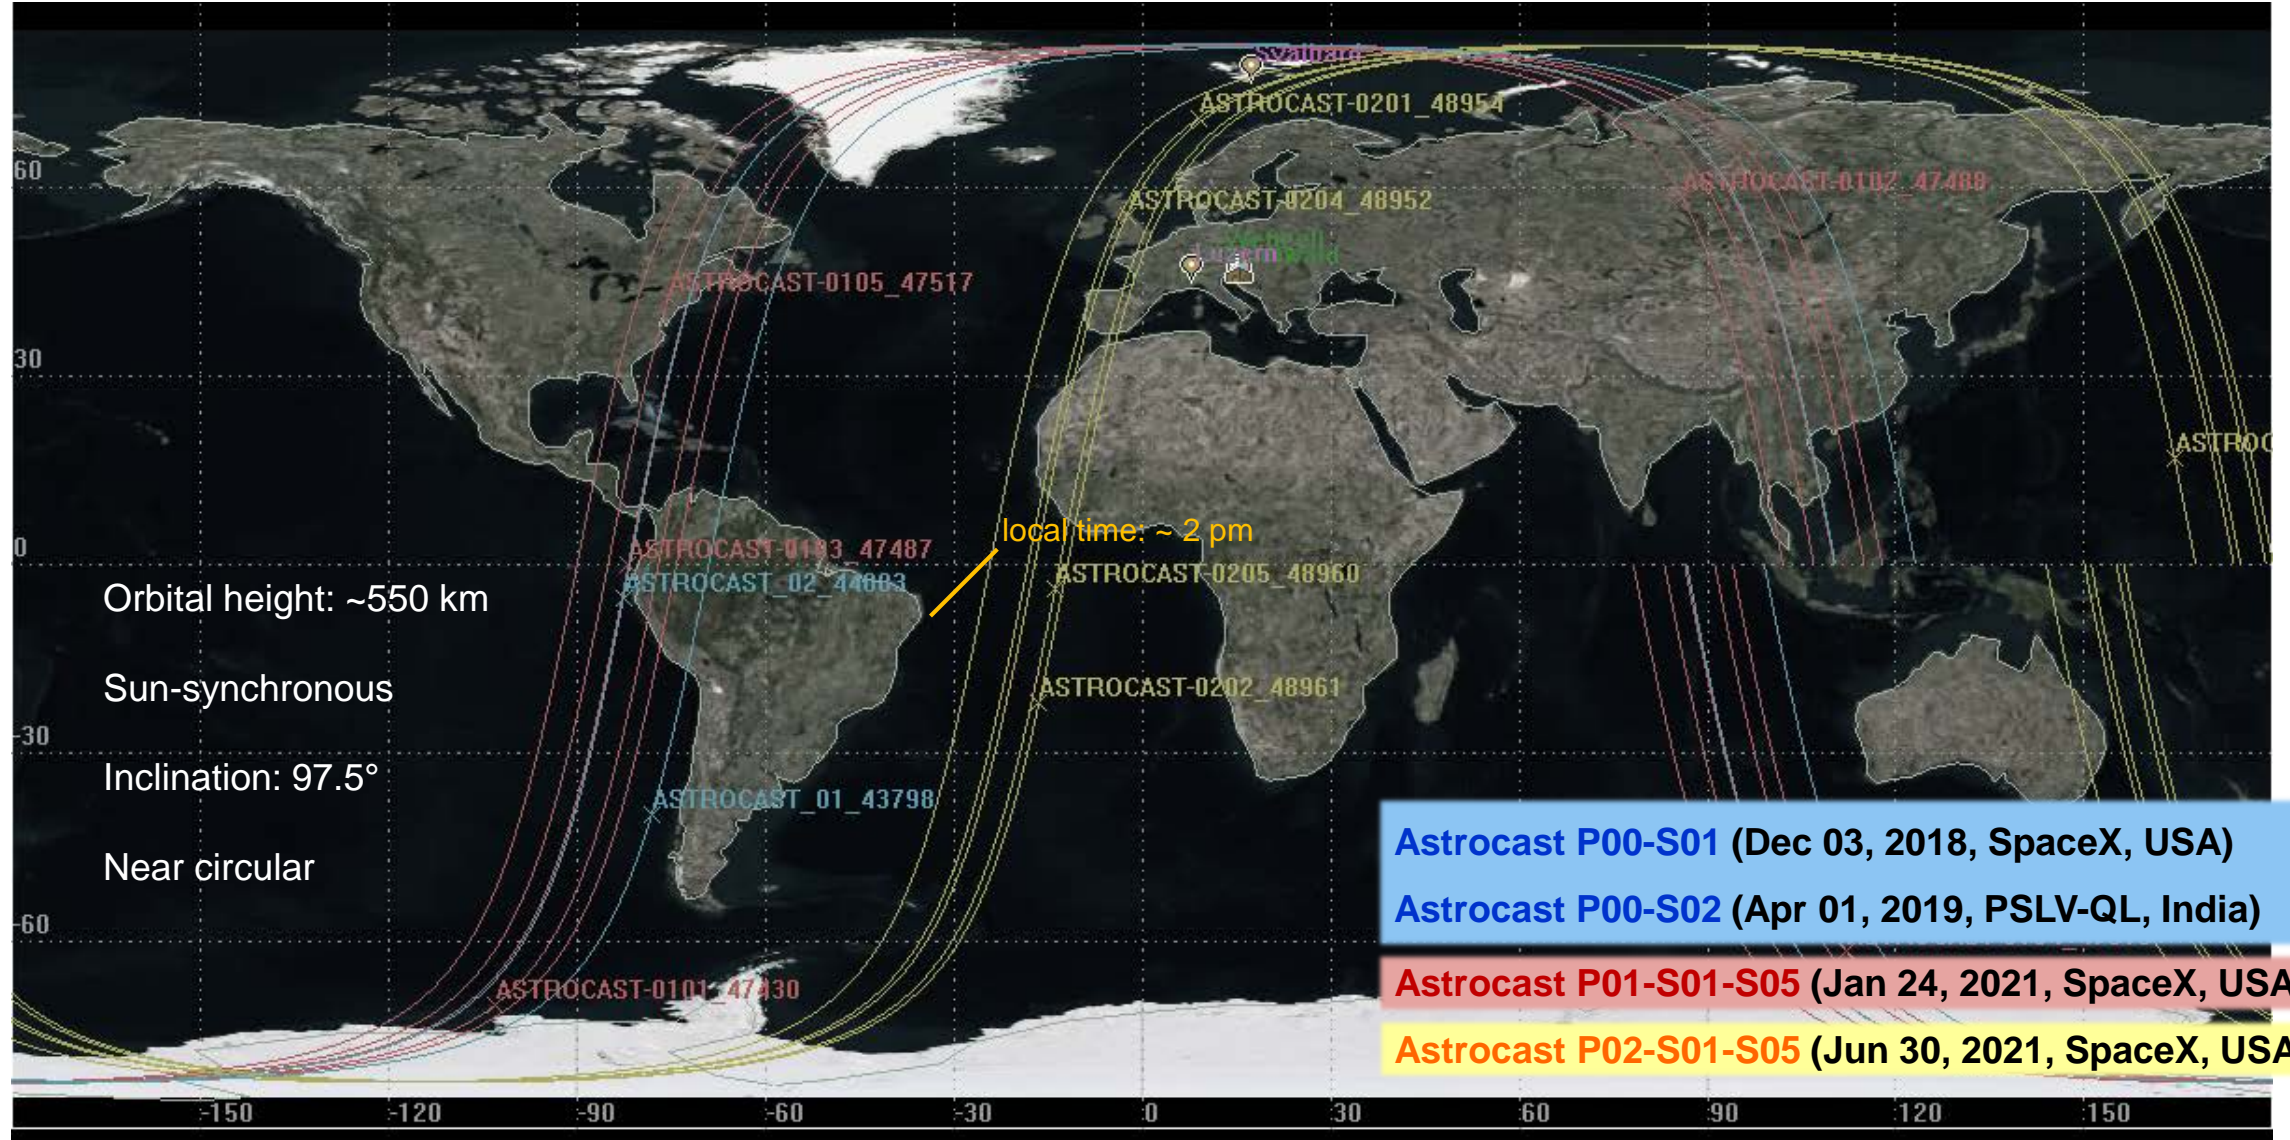 Svalbard
ASTROCAST-0201_48954
60
ASTROCAST-0102_47488
ASTROCAST-0204_48952
Luzern
ASTROCAST-0105_47517
30
ASTROC
local time: ~ 2 pm
0
ASTROCAST-0103_47487
ASTROCAST-0205_48960
ASTROCAST_02_44083
Orbital height: ~550 km
Sun-synchronous
ASTROCAST-0202_48961
-30
Inclination: 97.5°
ASTROCAST_01_43798
Near circular
Astrocast P00-S01 (Dec 03, 2018, SpaceX, USA)
Astrocast P00-S02 (Apr 01, 2019, PSLV-QL, India)
-60
Astrocast P01-S01-S05 (Jan 24, 2021, SpaceX, USA
ASTROCAST-0101_47430
Astrocast P02-S01-S05 (Jun 30, 2021, SpaceX, USA
-150 -120 -90 -60 -30 0 30 60 90 120 150